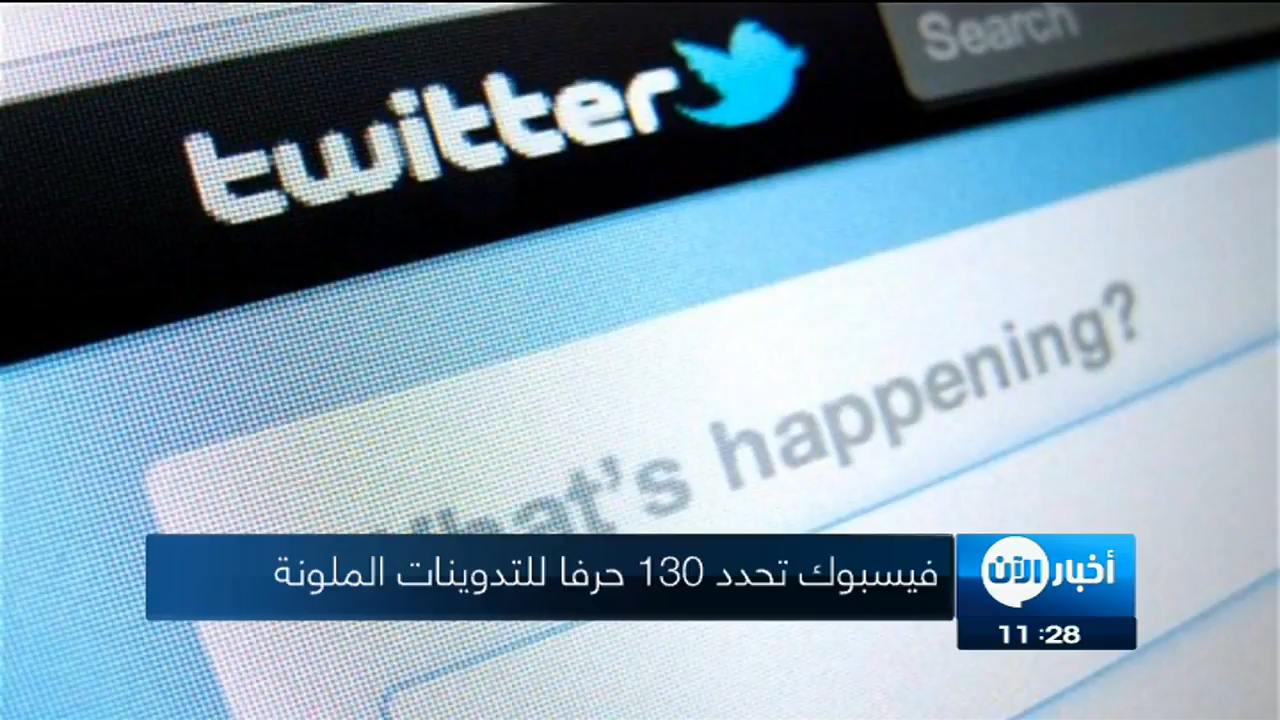 twitter
Search
What's happening?
فيسبوك تحدد 130 حرفا للتدوينات الملونة
أخبار الآن
11:28